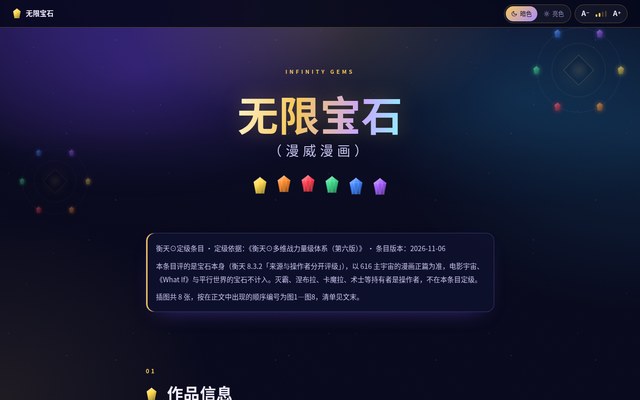 无限宝石
暗色
亮色
A⁻
A⁺
INFINITY GEMS
无限宝石
（漫威漫画）
衡天⊙定级条目 · 定级依据:《衡天⊙多维战力量级体系（第六版）》 · 条目版本: 2026-11-06
本条目评的是宝石本身（衡天 8.3.2「来源与操作者分开评级」），以 616 主宇宙的漫画正篇为准，电影宇宙、
《What If》与平行世界的宝石不计入。灭霸、涅布拉、卡魔拉、术士等持有者是操作者，不在本条目定级。
插图共 8 张，按在正文中出现的顺序编号为图1—图8，清单见文末。
01
作品信息